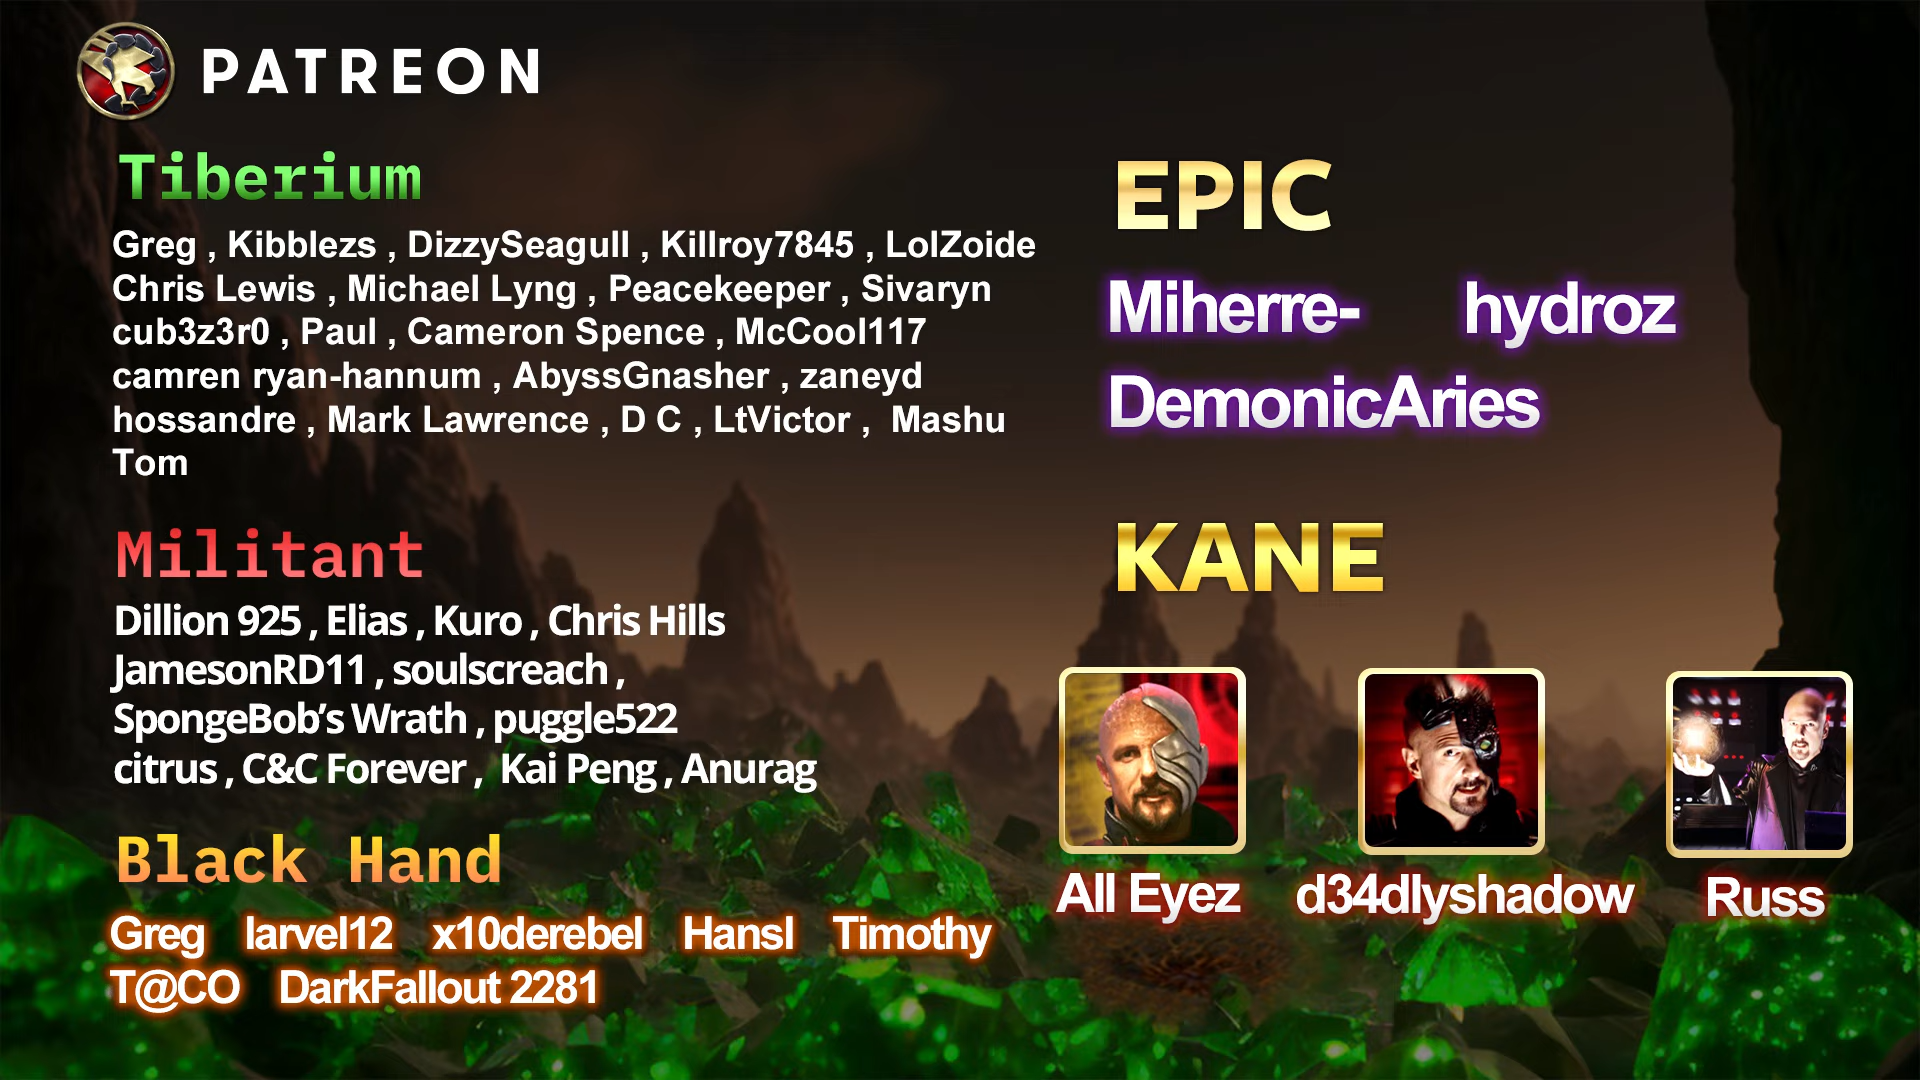 PATREON
Tiberium
Greg , Kibblezs , DizzySeagull , Killroy7845 , LolZoide
Chris Lewis , Michael Lyng , Peacekeeper , Sivaryn
cub3z3r0 , Paul , Cameron Spence , McCool117
camren ryan-hannum , AbyssGnasher , zaneyd
hossandre , Mark Lawrence , D C , LtVictor , Mashu
Tom
Militant
Dillion 925 , Elias , Kuro , Chris Hills
JamesonRD11 , soulscreach ,
SpongeBob’s Wrath , puggle522
citrus , C&C Forever , Kai Peng , Anurag
Black Hand
Greg larvel12 x10derebel Hansl Timothy
T@CO DarkFallout 2281
EPIC
Miherre- hydroz
DemonicAries
KANE
All Eyez d34dlyshadow Russ